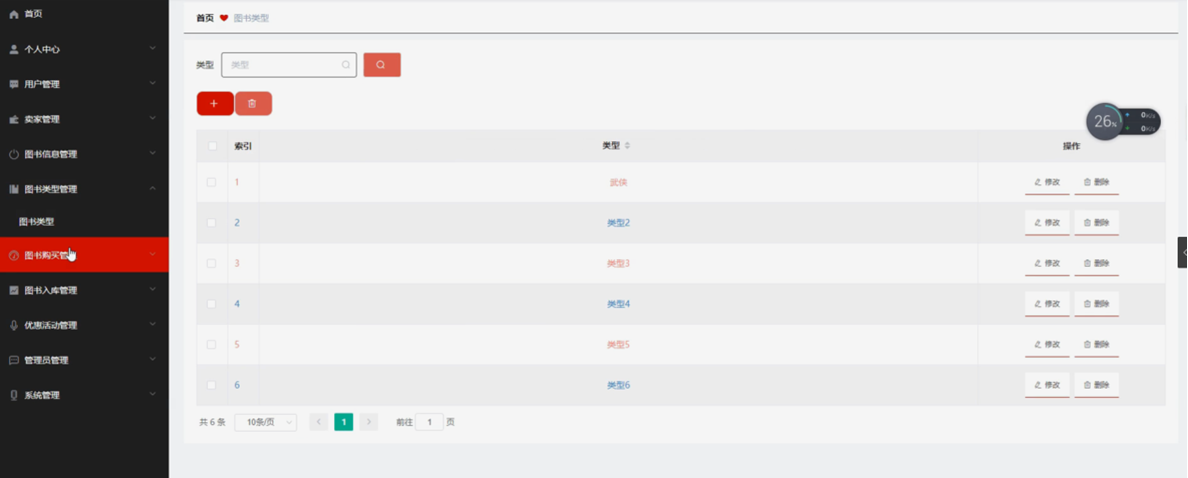 首页
个人中心
用户管理
卖家管理
图书信息管理
图书类型管理
图书类型
图书购买管理
图书入库管理
优惠活动管理
管理员管理
系统管理
首页 图书类型
类型 类型
索引 类型 操作
1 武侠 修改 删除
2 类型2 修改 删除
3 类型3 修改 删除
4 类型4 修改 删除
5 类型5 修改 删除
6 类型6 修改 删除
共 6 条 10条/页 1 前往 1 页
26%
0K/s
0K/s